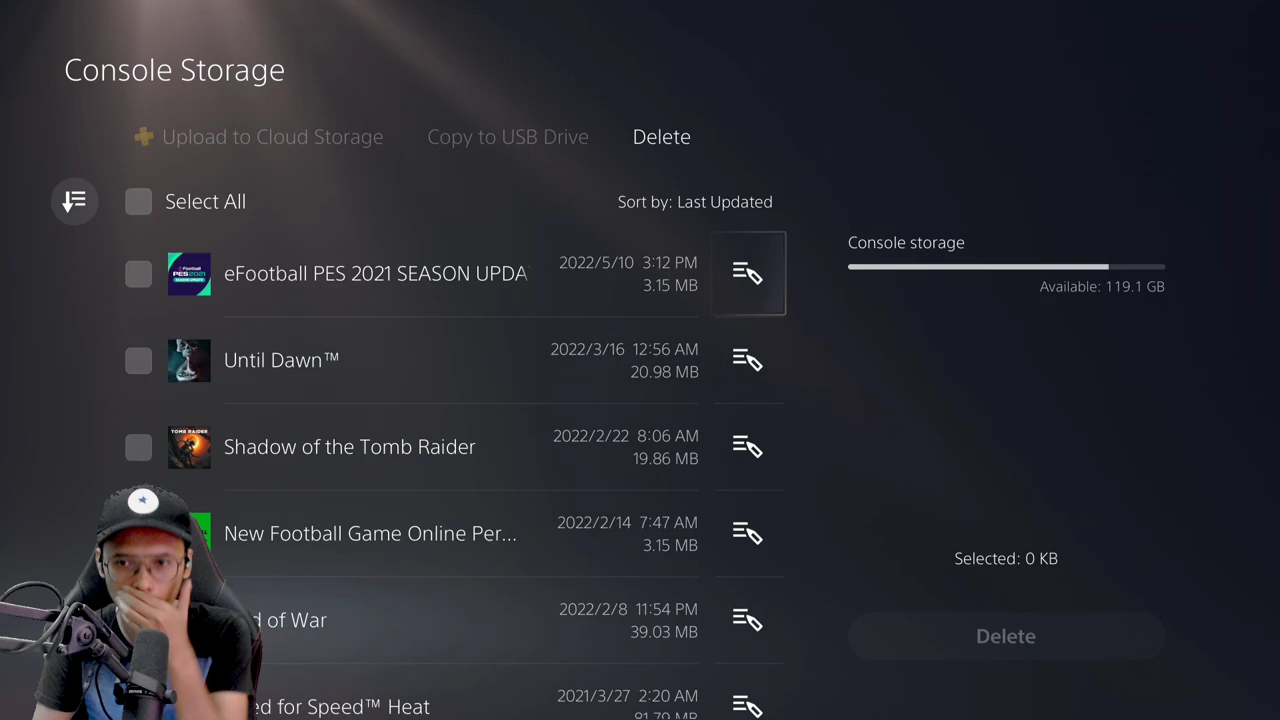 Console Storage
Upload to Cloud Storage Copy to USB Drive Delete
Select All Sort by: Last Updated
Console storage
Available: 119.1 GB
eFootball PES 2021 SEASON UPDA 2022/5/10 3:12 PM
3.15 MB
Until Dawn™ 2022/3/16 12:56 AM
20.98 MB
TOMB RAIDER
Shadow of the Tomb Raider 2022/2/22 8:06 AM
19.86 MB
New Football Game Online Per... 2022/2/14 7:47 AM
3.15 MB
Selected: 0 KB
d of War 2022/2/8 11:54 PM
39.03 MB
Delete
ed for Speed™ Heat 2021/3/27 2:20 AM
81.79 MB